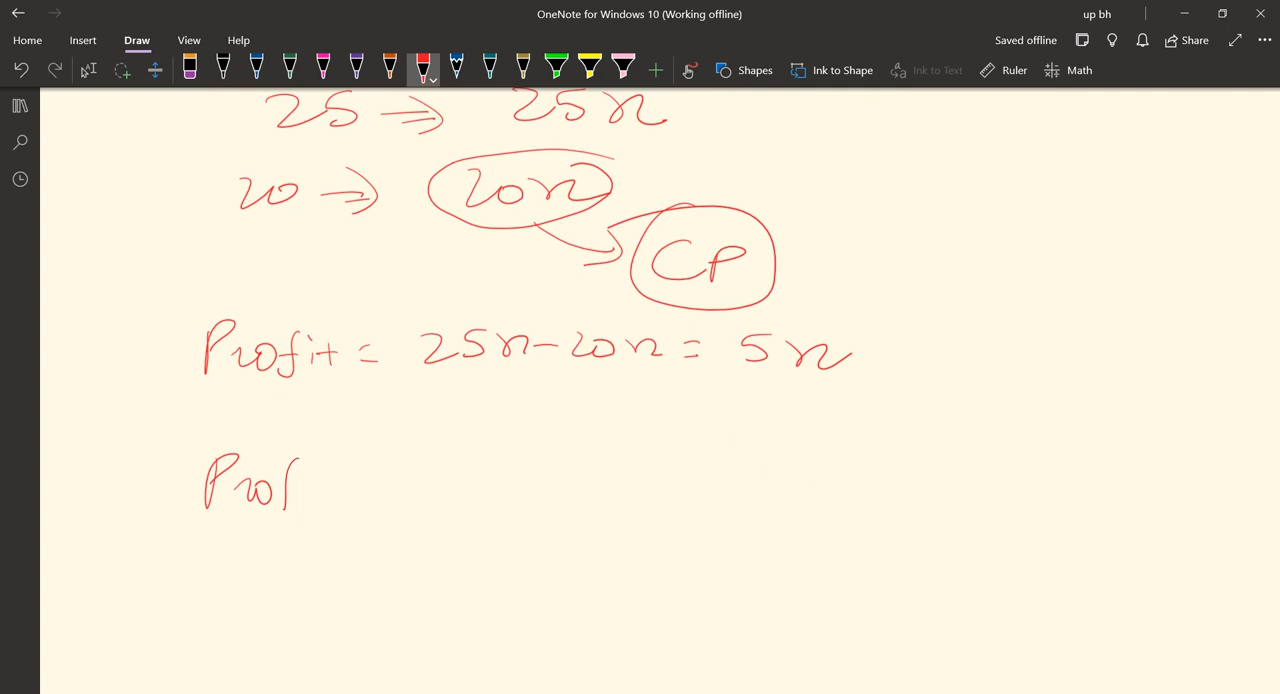 OneNote for Windows 10 (Working offline)
up bh
Home Insert Draw View Help
Saved offline
Share
Shapes
Ink to Shape
Ink to Text
Ruler
Math
25 ⇒ 25x
20 ⇒ 20x
CP
Profit = 25x - 20x = 5x
Prof